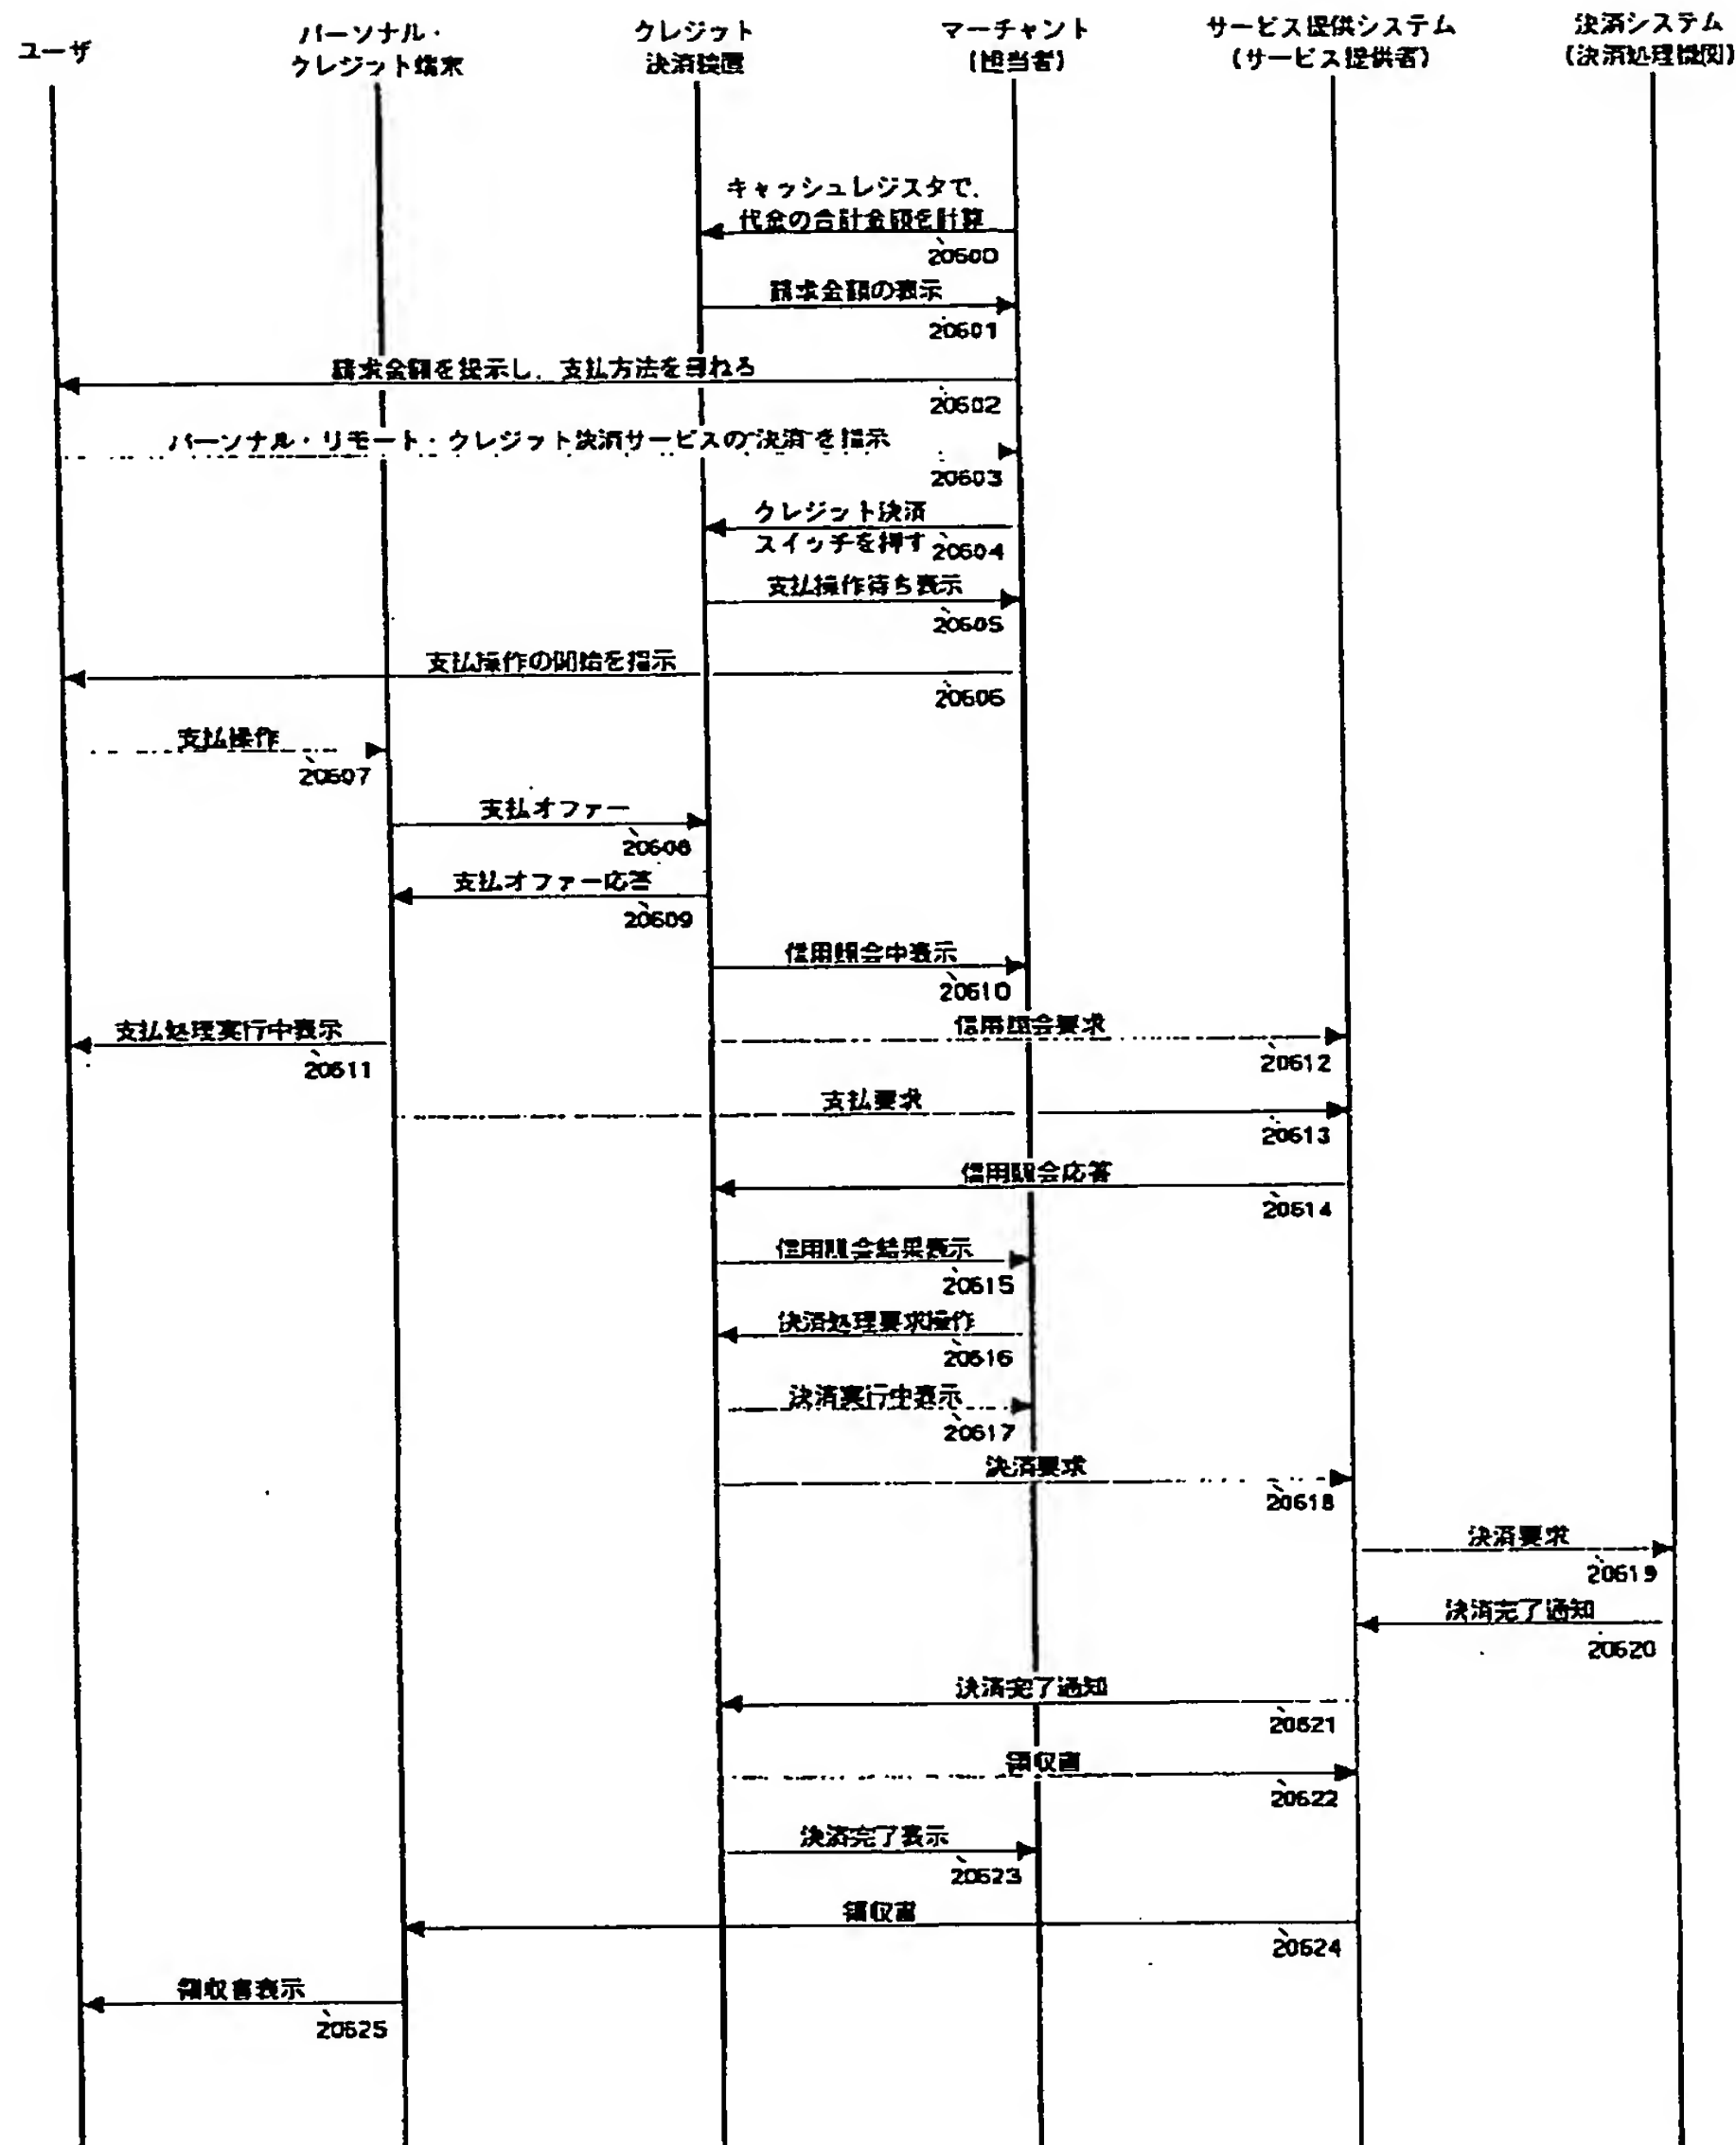 ユーザ
パーソナル・
クレジット端末
クレジット
決済装置
マーチャント
(担当者)
サービス提供システム
(サービス提供者)
決済システム
(決済処理機関)
キャッシュレジスタで、
代金の合計金額を計算
20600
請求金額の表示
20601
請求金額を提示し、支払方法を尋ねる
20602
パーソナル・リモート・クレジット決済サービスの"決済"を指示
20603
クレジット決済
スイッチを押す
20604
支払操作待ち表示
20605
支払操作の開始を指示
20606
支払操作
20607
支払オファー
20608
支払オファー応答
20609
信用照会中表示
20610
支払処理実行中表示
20611
信用照会要求
20612
支払要求
20613
信用照会応答
20614
信用照会結果表示
20615
決済処理要求操作
20616
決済実行中表示
20617
決済要求
20618
決済要求
20619
決済完了通知
20620
決済完了通知
20621
領収書
20622
決済完了表示
20623
領収書
20624
領収書表示
20625